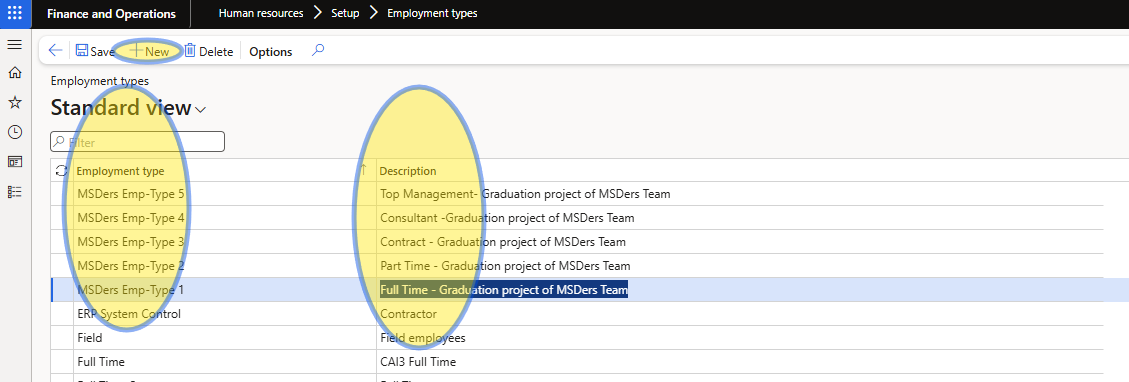 Finance and Operations Human resources > Setup > Employment types
Save New Delete Options
Employment types
Standard view
Filter
Employment type Description
MSDers Emp-Type 5 Top Management- Graduation project of MSDers Team
MSDers Emp-Type 4 Consultant -Graduation project of MSDers Team
MSDers Emp-Type 3 Contract - Graduation project of MSDers Team
MSDers Emp-Type 2 Part Time - Graduation project of MSDers Team
MSDers Emp-Type 1 Full Time - Graduation project of MSDers Team
ERP System Control Contractor
Field Field employees
Full Time CAI3 Full Time